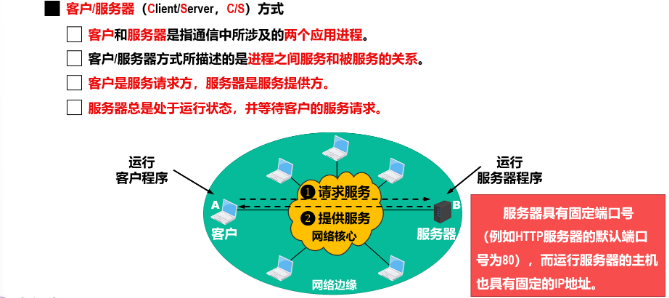 客户/服务器（Client/Server，C/S）方式
客户和服务器是指通信中所涉及的两个应用进程。
客户/服务器方式所描述的是进程之间服务和被服务的关系。
客户是服务请求方，服务器是服务提供方。
服务器总是处于运行状态，并等待客户的服务请求。
运行
客户程序
运行
服务器程序
❶ 请求服务
A
B
❷ 提供服务
客户
网络核心
服务器
网络边缘
服务器具有固定端口号
（例如HTTP服务器的默认端口
号为80），而运行服务器的主机
也具有固定的IP地址。